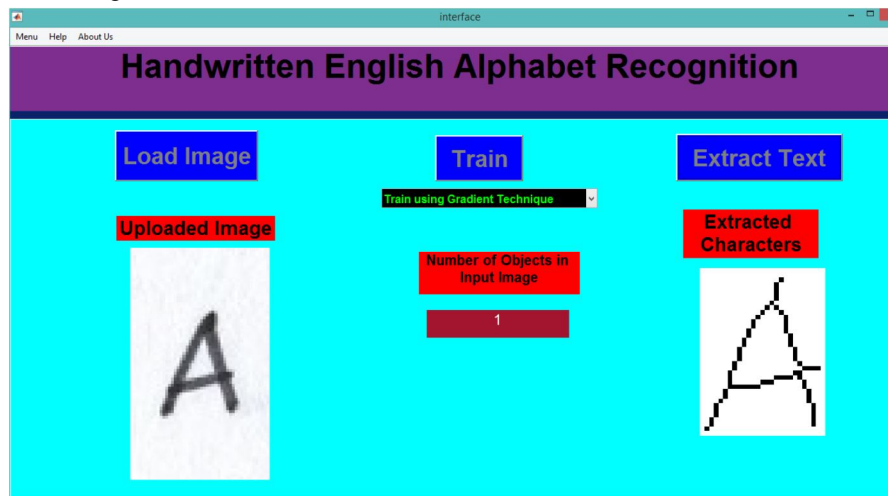 interface
Menu Help About Us
Handwritten English Alphabet Recognition
Load Image
Train
Extract Text
Train using Gradient Technique
Uploaded Image
Number of Objects in
Input Image
1
Extracted
Characters
A
A